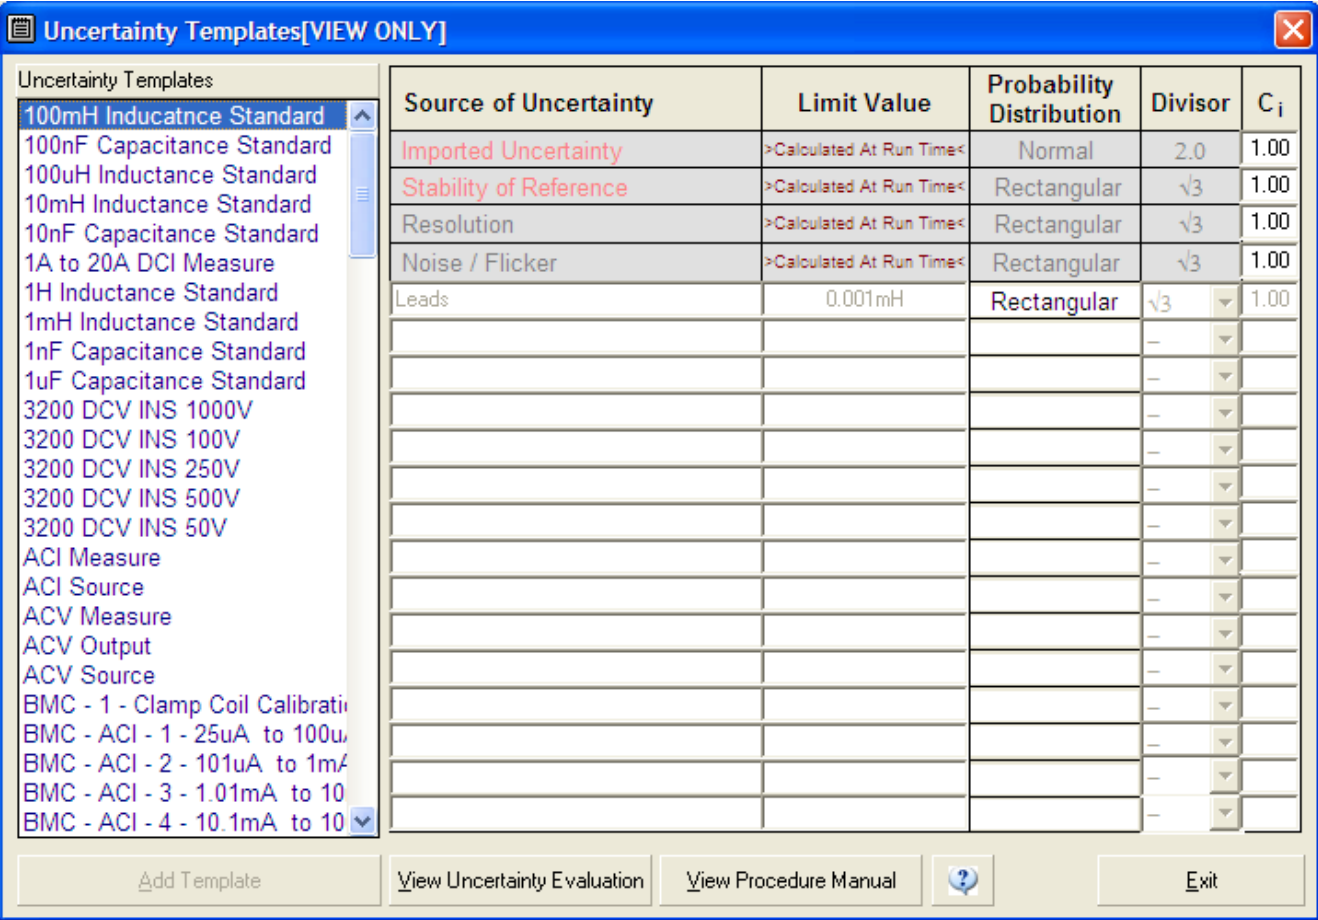 Uncertainty Templates[VIEW ONLY]
Uncertainty Templates
100mH Inducatnce Standard
100nF Capacitance Standard
100uH Inductance Standard
10mH Inductance Standard
10nF Capacitance Standard
1A to 20A DCI Measure
1H Inductance Standard
1mH Inductance Standard
1nF Capacitance Standard
1uF Capacitance Standard
3200 DCV INS 1000V
3200 DCV INS 100V
3200 DCV INS 250V
3200 DCV INS 500V
3200 DCV INS 50V
ACI Measure
ACI Source
ACV Measure
ACV Output
ACV Source
BMC - 1 - Clamp Coil Calibratio
BMC - ACI - 1 - 25uA to 100uA
BMC - ACI - 2 - 101uA to 1mA
BMC - ACI - 3 - 1.01mA to 10
BMC - ACI - 4 - 10.1mA to 10
Source of Uncertainty Limit Value Probability Distribution Divisor C i
Imported Uncertainty >Calculated At Run Time< Normal 2.0 1.00
Stability of Reference >Calculated At Run Time< Rectangular √3 1.00
Resolution >Calculated At Run Time< Rectangular √3 1.00
Noise / Flicker >Calculated At Run Time< Rectangular √3 1.00
Leads 0.001mH Rectangular √3 1.00
_
_
_
_
_
_
_
_
_
_
_
_
_
_
Add Template View Uncertainty Evaluation View Procedure Manual ? Exit